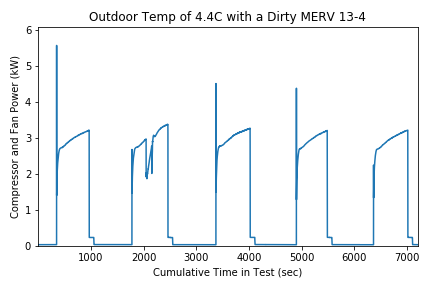 Outdoor Temp of 4.4C with a Dirty MERV 13-4
Compressor and Fan Power (kW)
6
5
4
3
2
1
0
1000 2000 3000 4000 5000 6000 7000
Cumulative Time in Test (sec)